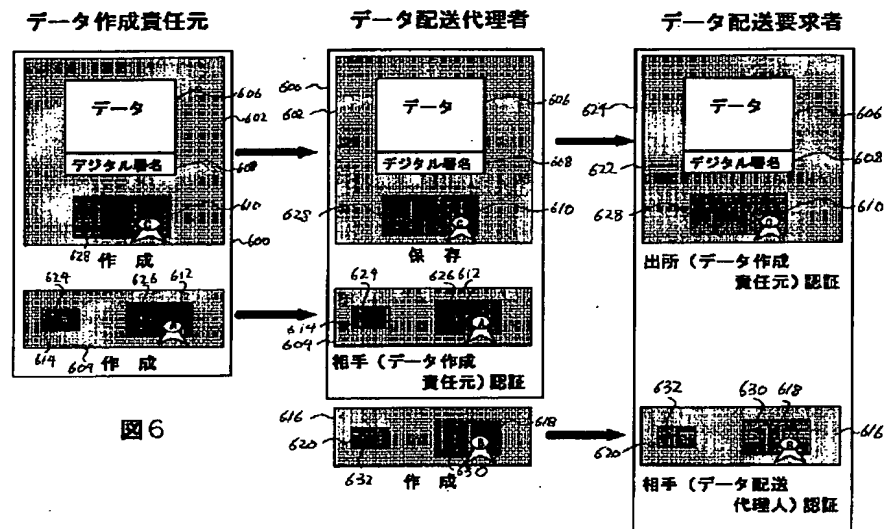 データ作成責任元
データ配送代理者
データ配送要求者
データ
606
602
デジタル署名
608
610
628
600
作成
624
626
612
614
604
作成
606
602
データ
606
デジタル署名
608
628
610
保存
624
626
612
614
604
相手(データ作成
責任元)認証
616
618
620
632
630
作成
624
データ
606
622
デジタル署名
608
628
610
出所(データ作成
責任元)認証
632
630
618
620
616
相手(データ配送
代理人)認証
図6